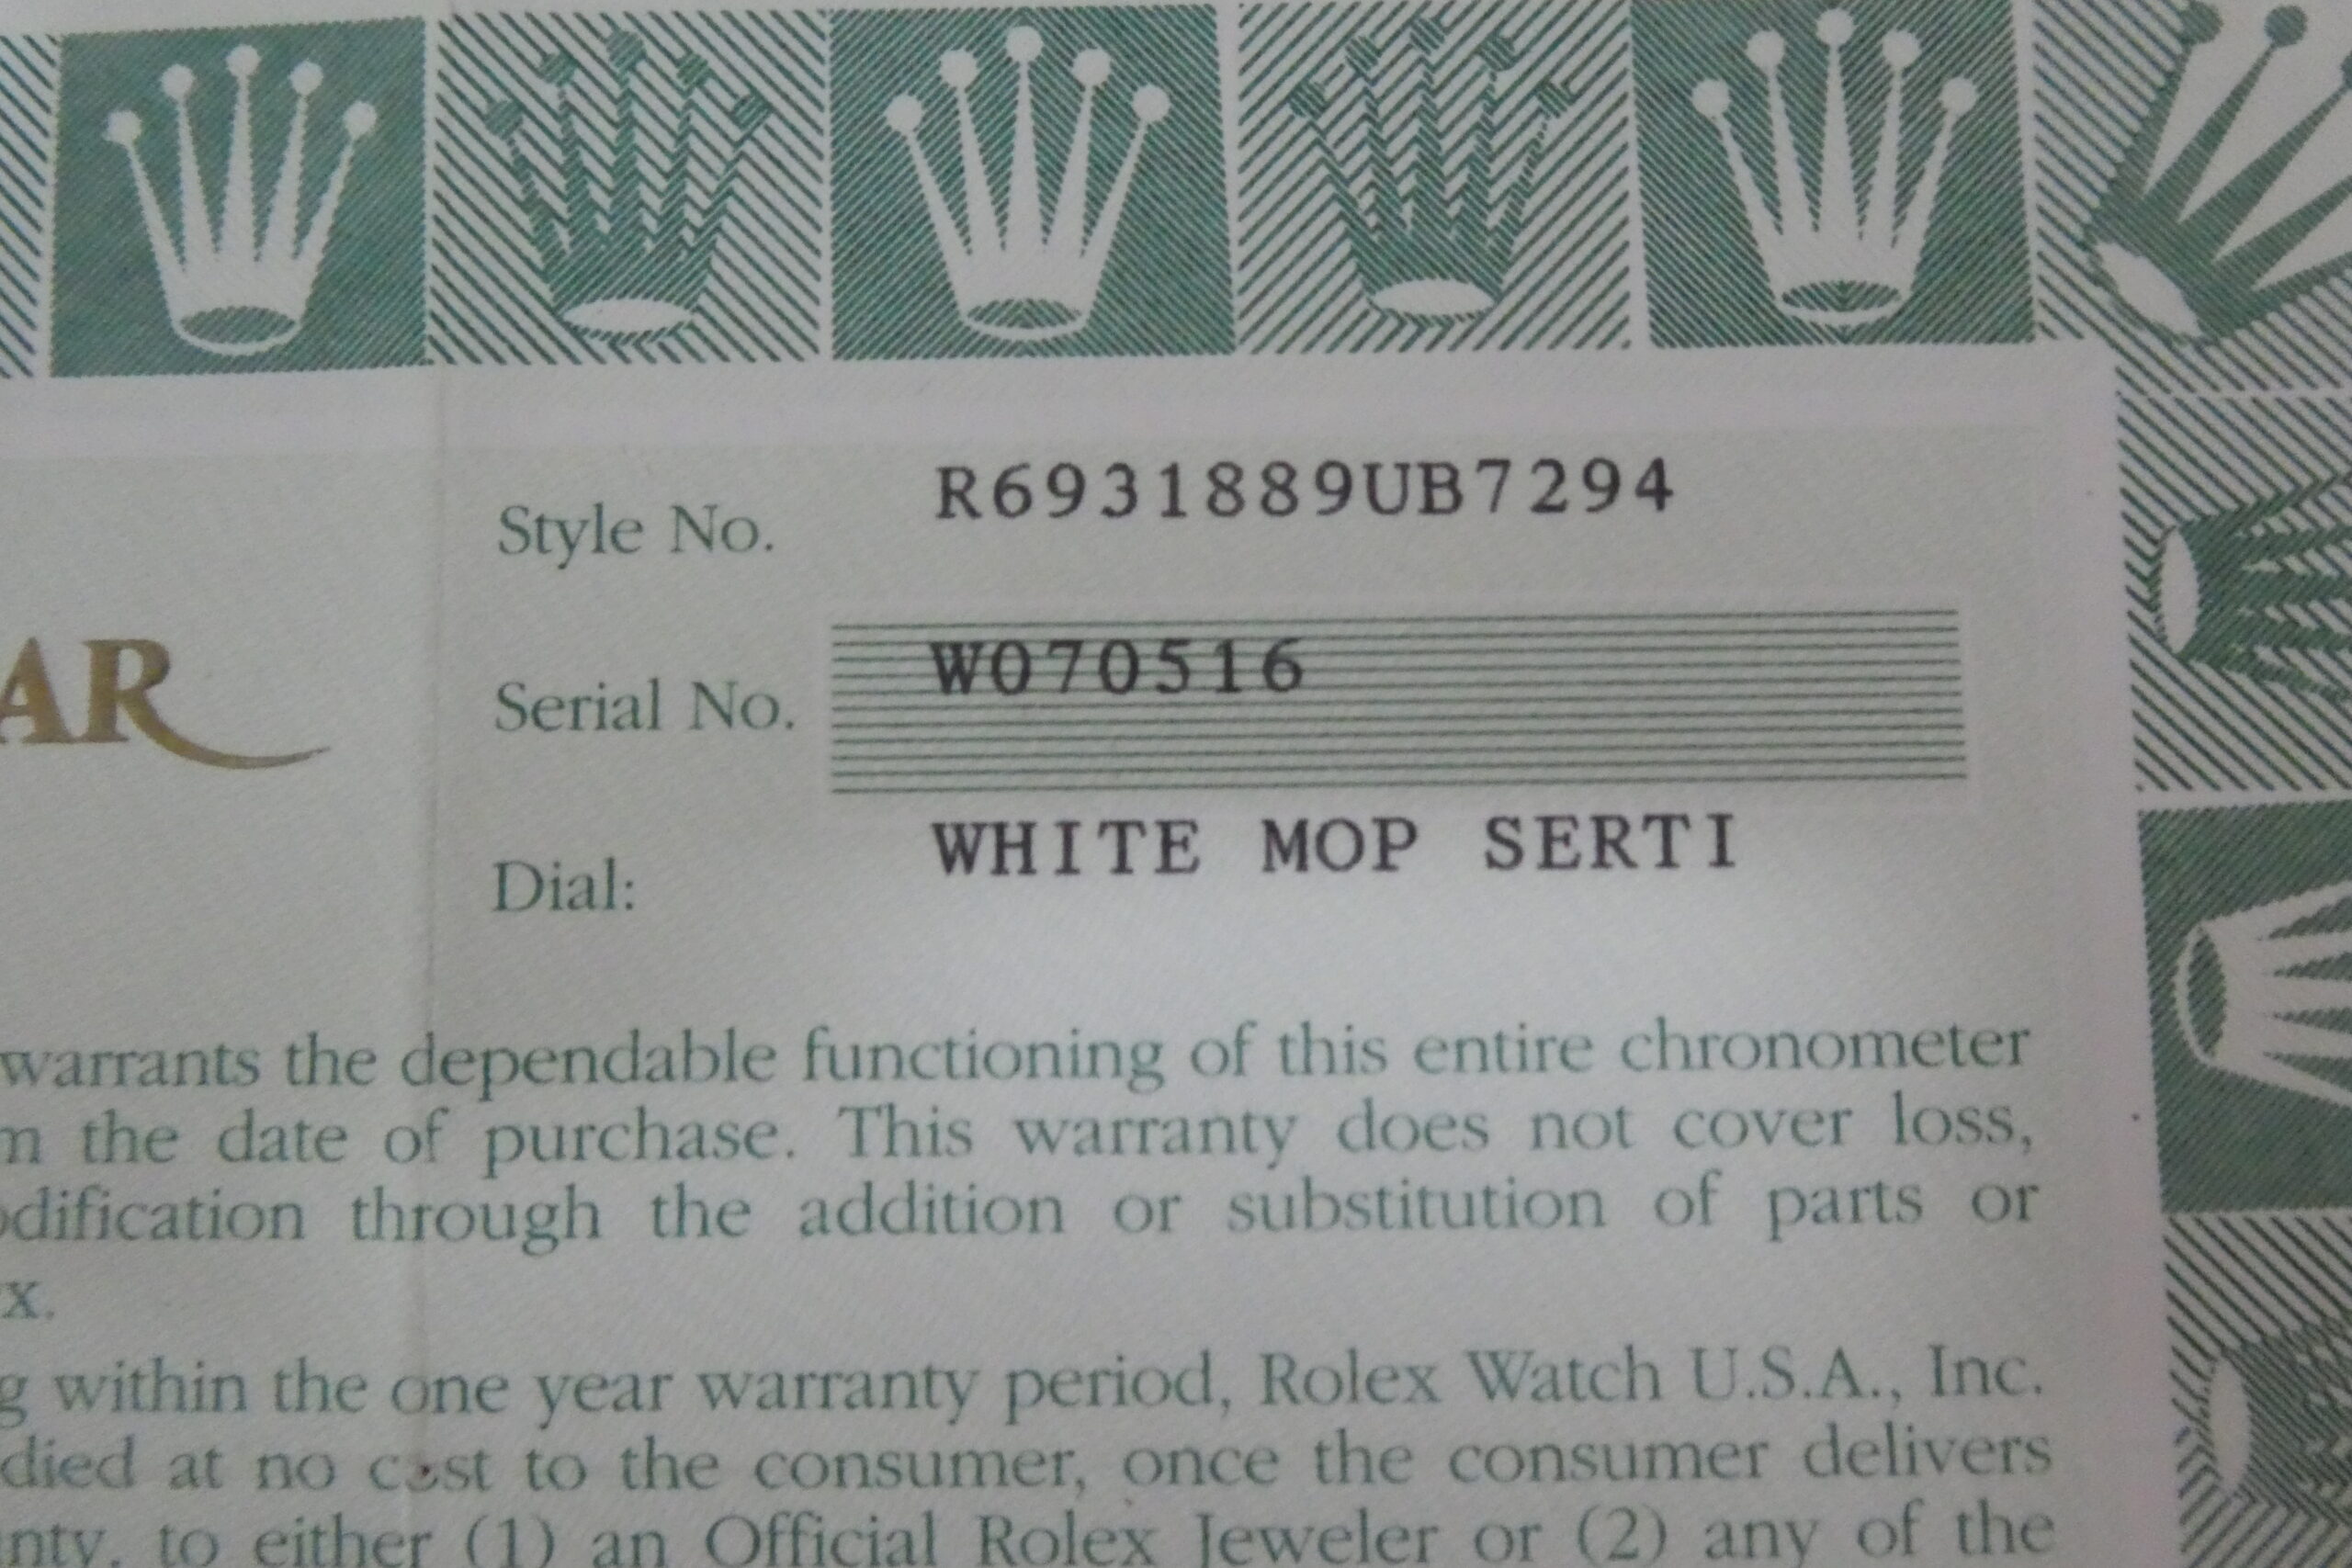 Style No. R6931889UB7294
AR
Serial No. W070516
Dial: WHITE MOP SERTI
warrants the dependable functioning of this entire chronometer
m the date of purchase. This warranty does not cover loss,
odification through the addition or substitution of parts or
x.
g within the one year warranty period, Rolex Watch U.S.A., Inc.
died at no cost to the consumer, once the consumer delivers
nty, to either (1) an Official Rolex Jeweler or (2) any of the